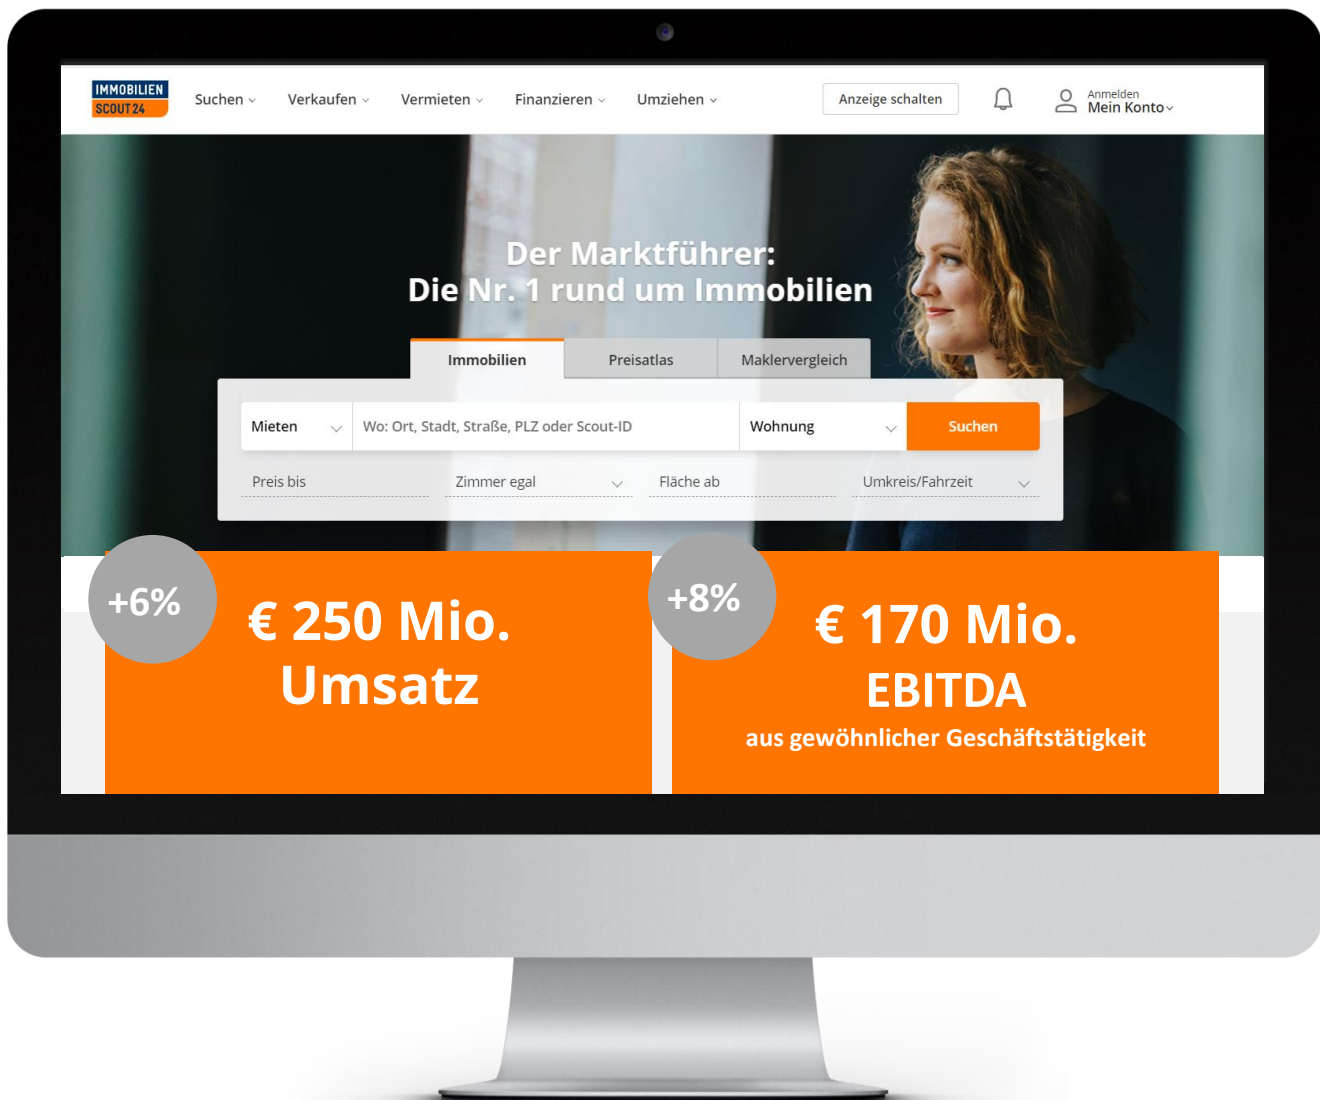 IMMOBILIEN
SCOUT24
Suchen
Verkaufen
Vermieten
Finanzieren
Umziehen
Anzeige schalten
Anmelden
Mein Konto
Der Marktführer:
Die Nr. 1 rund um Immobilien
Immobilien
Preisatlas
Maklervergleich
Mieten
Wo: Ort, Stadt, Straße, PLZ oder Scout-ID
Wohnung
Suchen
Preis bis
Zimmer egal
Fläche ab
Umkreis/Fahrzeit
+6%
€ 250 Mio.
Umsatz
+8%
€ 170 Mio.
EBITDA
aus gewöhnlicher Geschäftstätigkeit